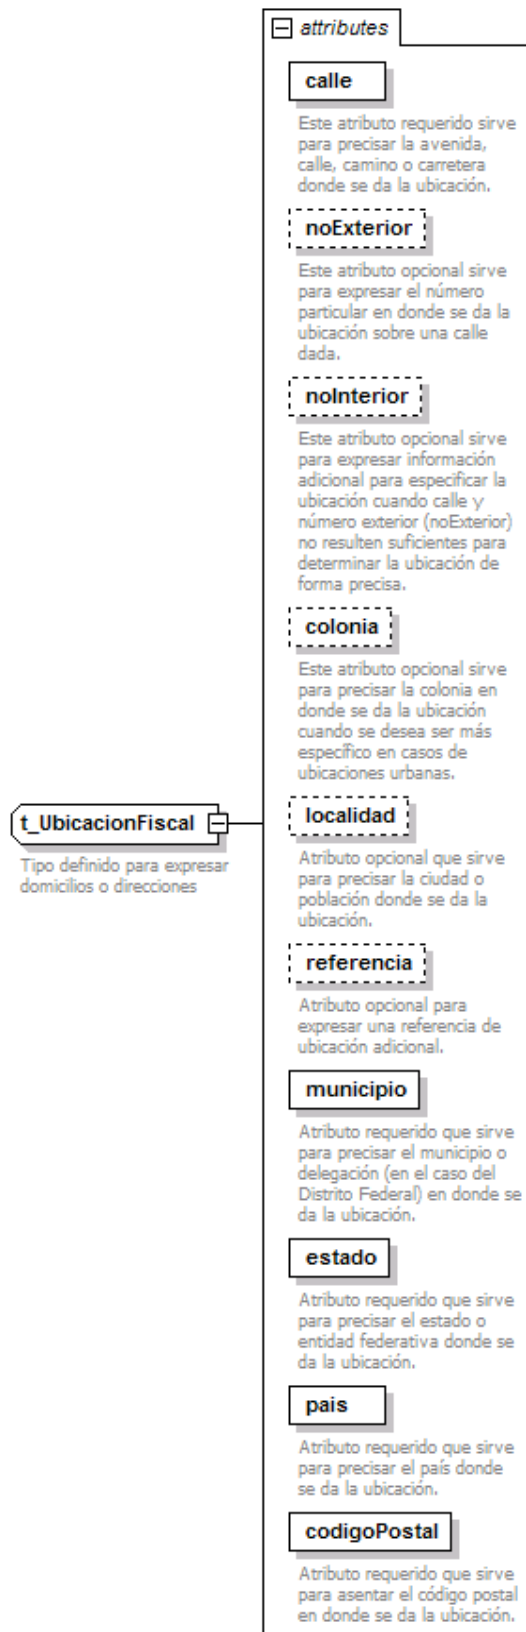 attributes
calle
Este atributo requerido sirve
para precisar la avenida,
calle, camino o carretera
donde se da la ubicación.
noExterior
Este atributo opcional sirve
para expresar el número
particular en donde se da la
ubicación sobre una calle
dada.
noInterior
Este atributo opcional sirve
para expresar información
adicional para especificar la
ubicación cuando calle y
número exterior (noExterior)
no resulten suficientes para
determinar la ubicación de
forma precisa.
colonia
Este atributo opcional sirve
para precisar la colonia en
donde se da la ubicación
cuando se desea ser más
específico en casos de
ubicaciones urbanas.
t_UbicacionFiscal
Tipo definido para expresar
domicilios o direcciones
localidad
Atributo opcional que sirve
para precisar la ciudad o
población donde se da la
ubicación.
referencia
Atributo opcional para
expresar una referencia de
ubicación adicional.
municipio
Atributo requerido que sirve
para precisar el municipio o
delegación (en el caso del
Distrito Federal) en donde se
da la ubicación.
estado
Atributo requerido que sirve
para precisar el estado o
entidad federativa donde se
da la ubicación.
pais
Atributo requerido que sirve
para precisar el país donde
se da la ubicación.
codigoPostal
Atributo requerido que sirve
para asentar el código postal
en donde se da la ubicación.